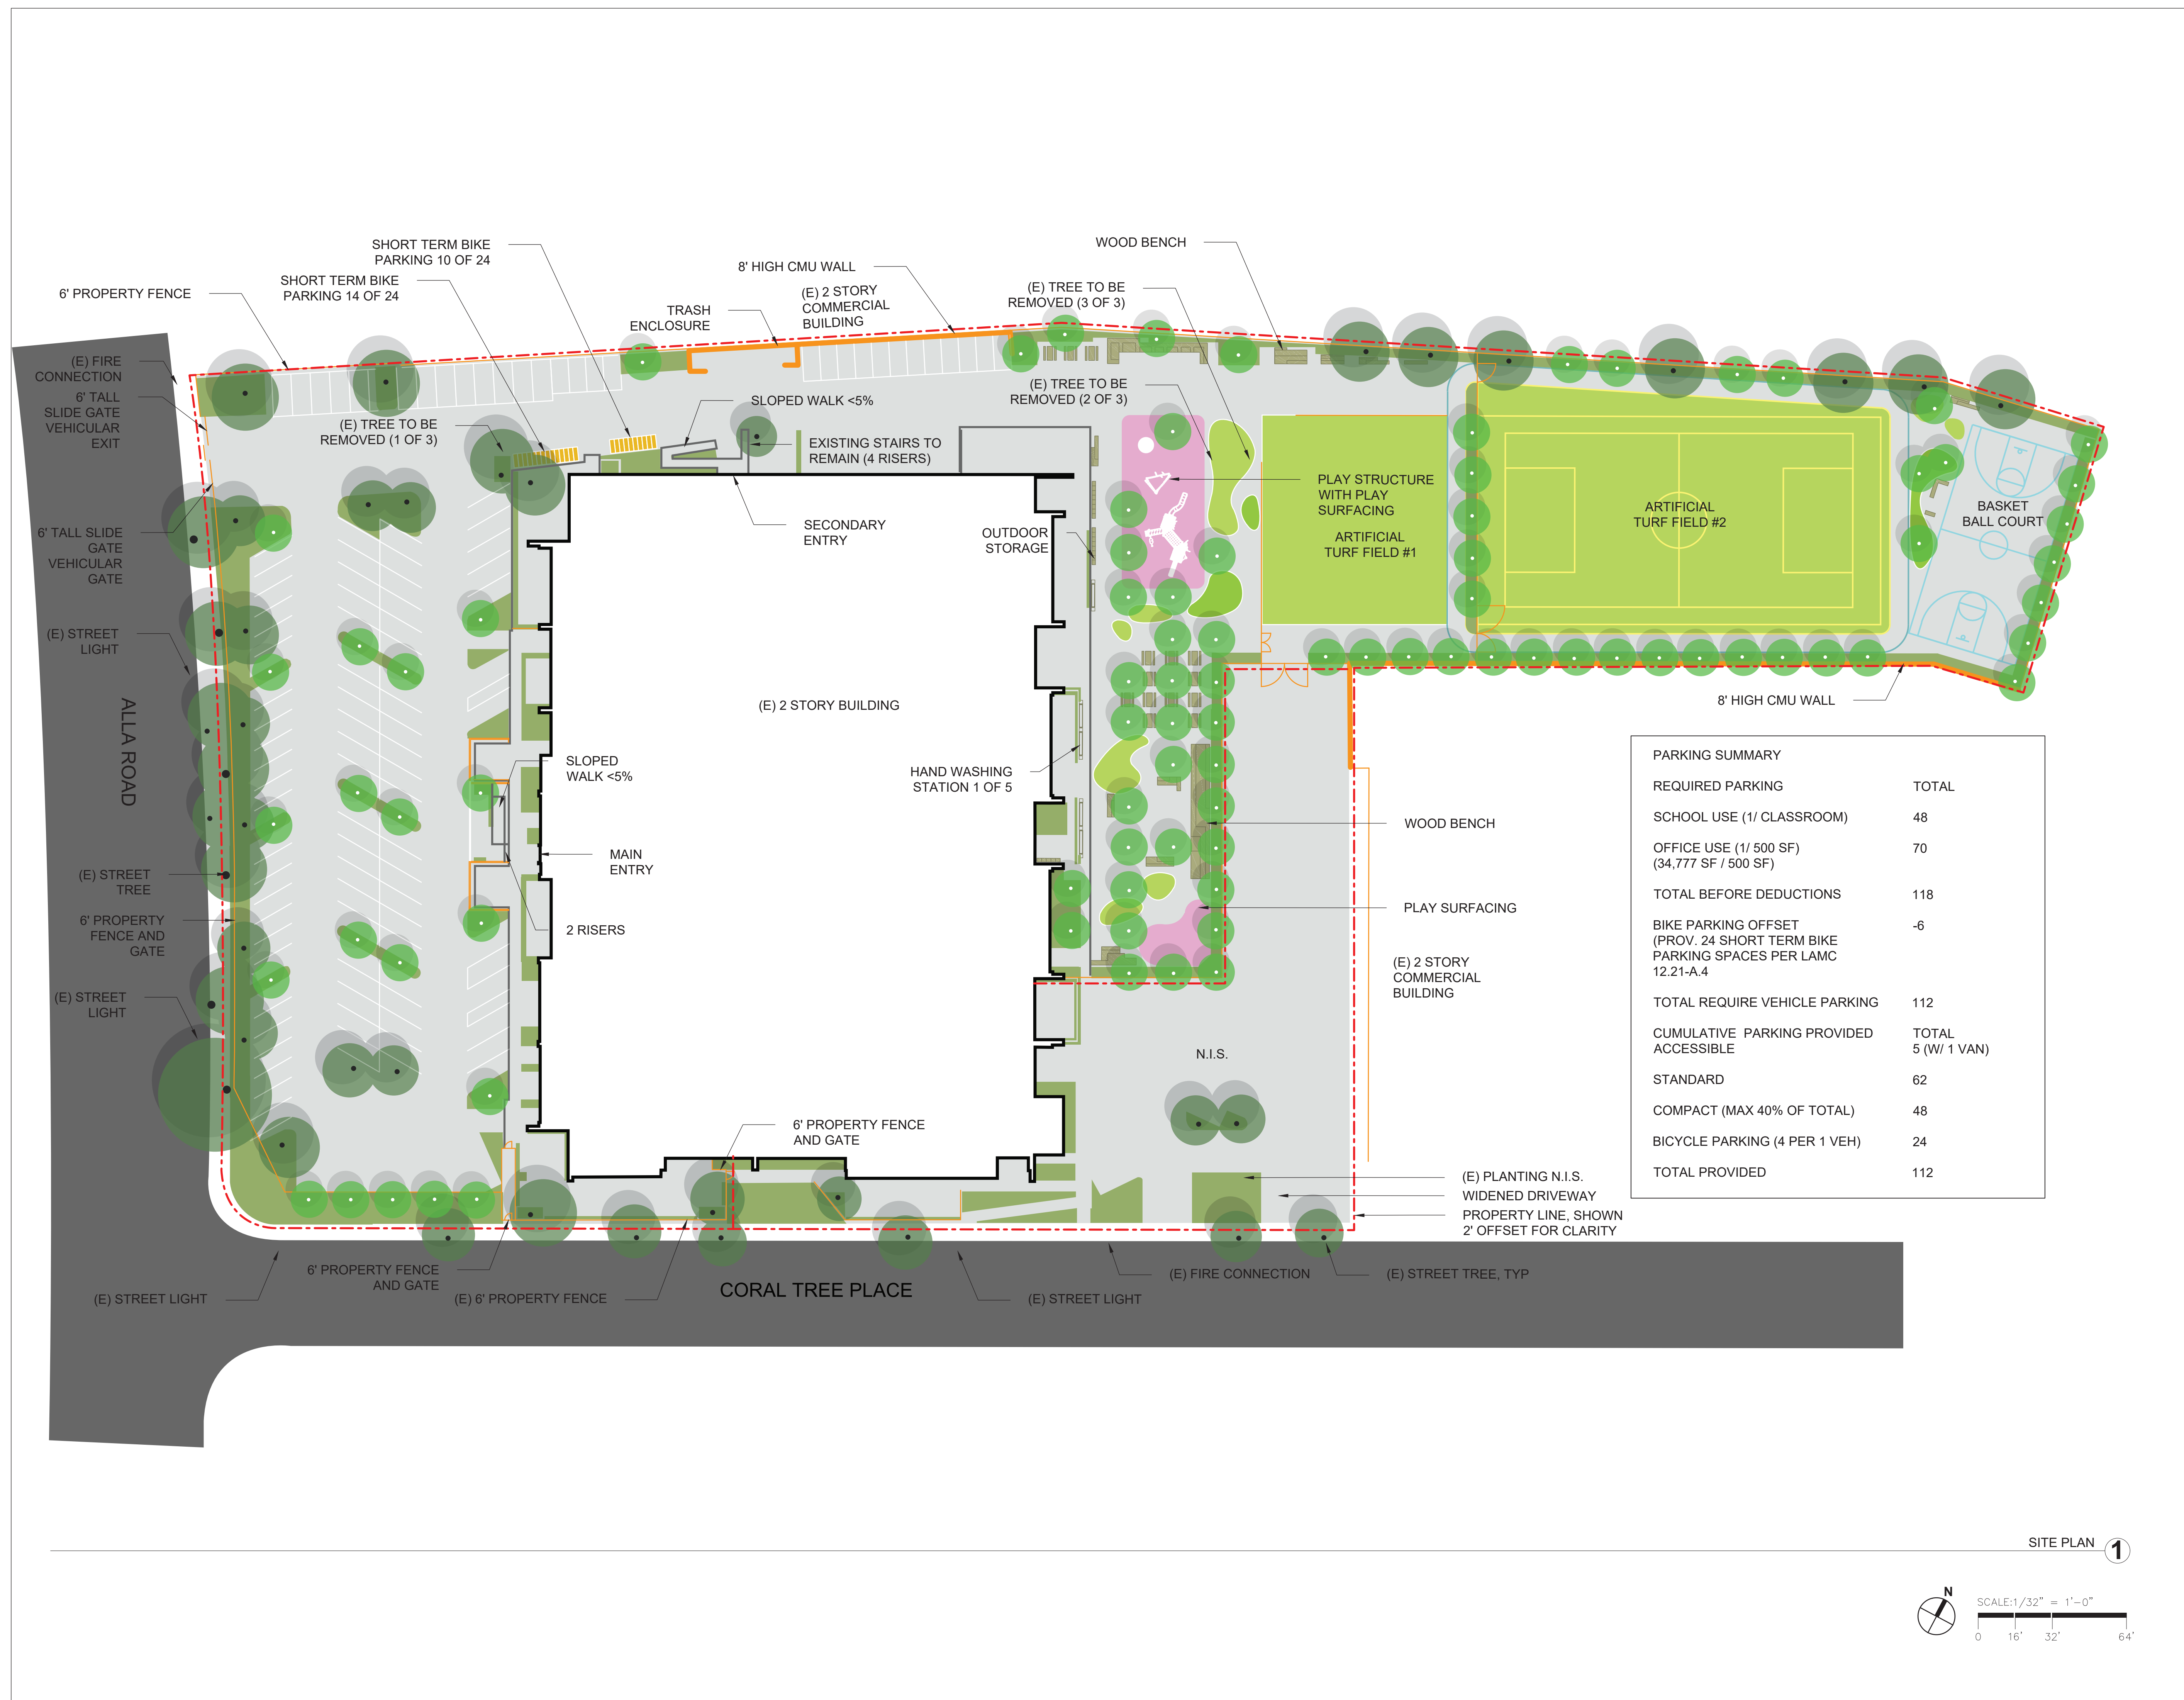 SHORT TERM BIKE
PARKING 10 OF 24
SHORT TERM BIKE
PARKING 14 OF 24
6' PROPERTY FENCE
8' HIGH CMU WALL
TRASH
ENCLOSURE
(E) 2 STORY
COMMERCIAL
BUILDING
WOOD BENCH
(E) TREE TO BE
REMOVED (3 OF 3)
(E) TREE TO BE
REMOVED (2 OF 3)
(E) FIRE
CONNECTION
6' TALL
SLIDE GATE
VEHICULAR
EXIT
(E) TREE TO BE
REMOVED (1 OF 3)
SLOPED WALK <5%
EXISTING STAIRS TO
REMAIN (4 RISERS)
6' TALL SLIDE
GATE
VEHICULAR
GATE
SECONDARY
ENTRY
OUTDOOR
STORAGE
PLAY STRUCTURE
WITH PLAY
SURFACING
ARTIFICIAL
TURF FIELD #1
ARTIFICIAL
TURF FIELD #2
BASKET
BALL COURT
(E) STREET
LIGHT
ALLA ROAD
(E) 2 STORY BUILDING
8' HIGH CMU WALL
SLOPED
WALK <5%
HAND WASHING
STATION 1 OF 5
WOOD BENCH
MAIN
ENTRY
(E) STREET
TREE
6' PROPERTY
FENCE AND
GATE
2 RISERS
PLAY SURFACING
(E) 2 STORY
COMMERCIAL
BUILDING
(E) STREET
LIGHT
N.I.S.
6' PROPERTY FENCE
AND GATE
(E) PLANTING N.I.S.
WIDENED DRIVEWAY
PROPERTY LINE, SHOWN
2' OFFSET FOR CLARITY
6' PROPERTY FENCE
AND GATE
(E) STREET LIGHT
(E) 6' PROPERTY FENCE
CORAL TREE PLACE
(E) STREET LIGHT
(E) FIRE CONNECTION
(E) STREET TREE, TYP
PARKING SUMMARY
REQUIRED PARKING TOTAL
SCHOOL USE (1/ CLASSROOM) 48
OFFICE USE (1/ 500 SF) 70
(34,777 SF / 500 SF)
TOTAL BEFORE DEDUCTIONS 118
BIKE PARKING OFFSET -6
(PROV. 24 SHORT TERM BIKE
PARKING SPACES PER LAMC
12.21-A.4
TOTAL REQUIRE VEHICLE PARKING 112
CUMULATIVE PARKING PROVIDED TOTAL
ACCESSIBLE 5 (W/ 1 VAN)
STANDARD 62
COMPACT (MAX 40% OF TOTAL) 48
BICYCLE PARKING (4 PER 1 VEH) 24
TOTAL PROVIDED 112
SITE PLAN 1
N
SCALE:1/32" = 1'-0"
0 16' 32' 64'